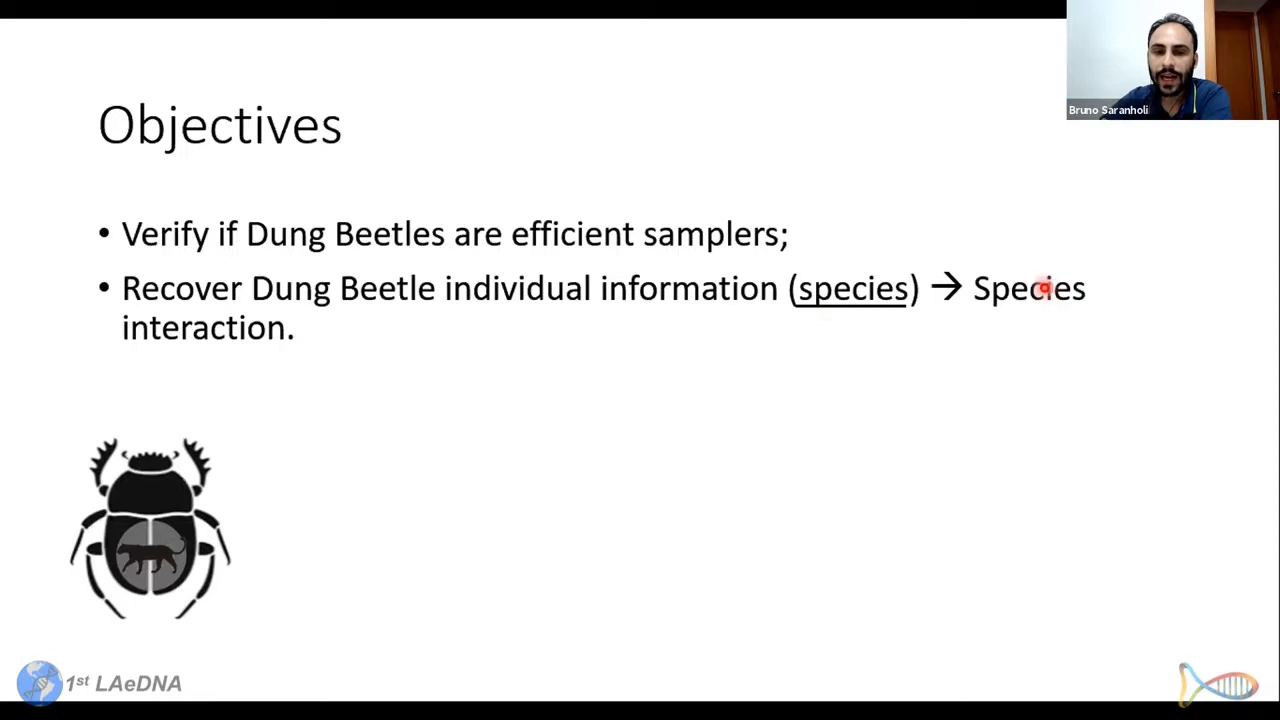 Bruno Saranholi
Objectives
• Verify if Dung Beetles are efficient samplers;
• Recover Dung Beetle individual information (species) → Species
interaction.
1st LAeDNA